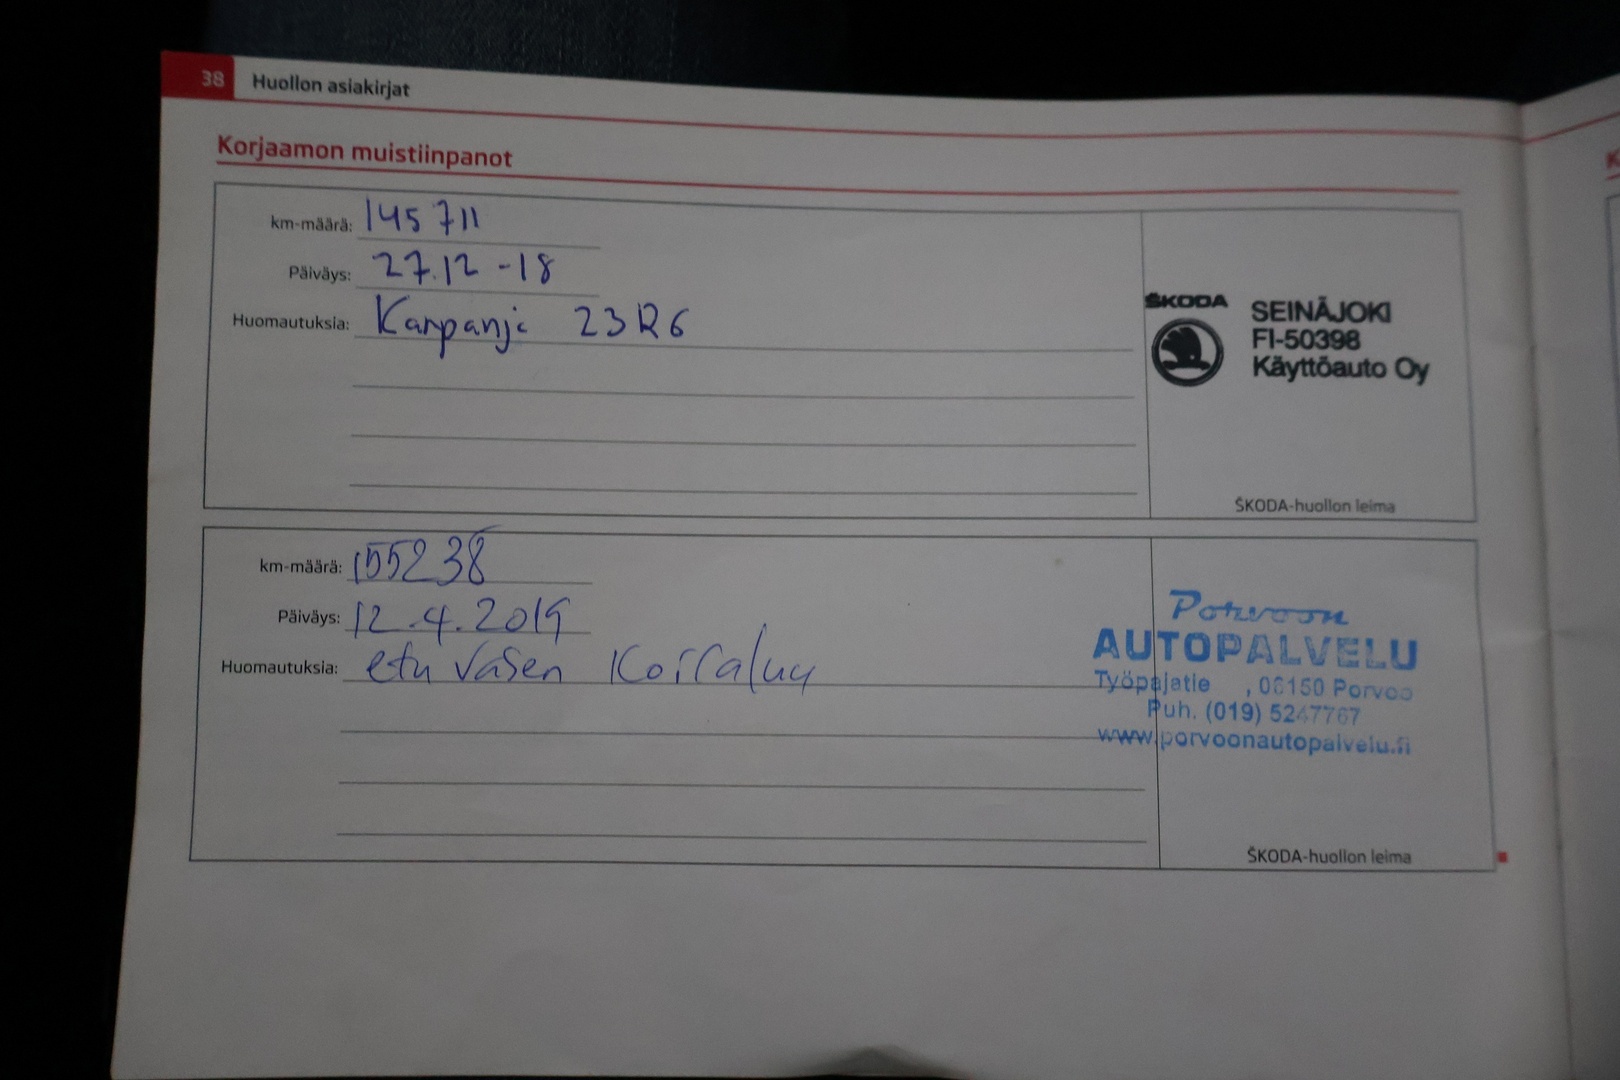 38 Huollon asiakirjat
Korjaamon muistiinpanot
km-määrä: 145 711
Päiväys: 27.12 -18
Huomautuksia: Kampanja 23R6
ŠKODA
SEINÄJOKI
FI-50398
Käyttöauto Oy
ŠKODA-huollon leima
km-määrä: 155238
Päiväys: 12.4.2019
Huomautuksia: etu vasen
Porvoon
AUTOPALVELU
Työpajatie , 06150 Porvoo
Puh. (019) 5247767
www.porvoonautopalvelu.fi
ŠKODA-huollon leima